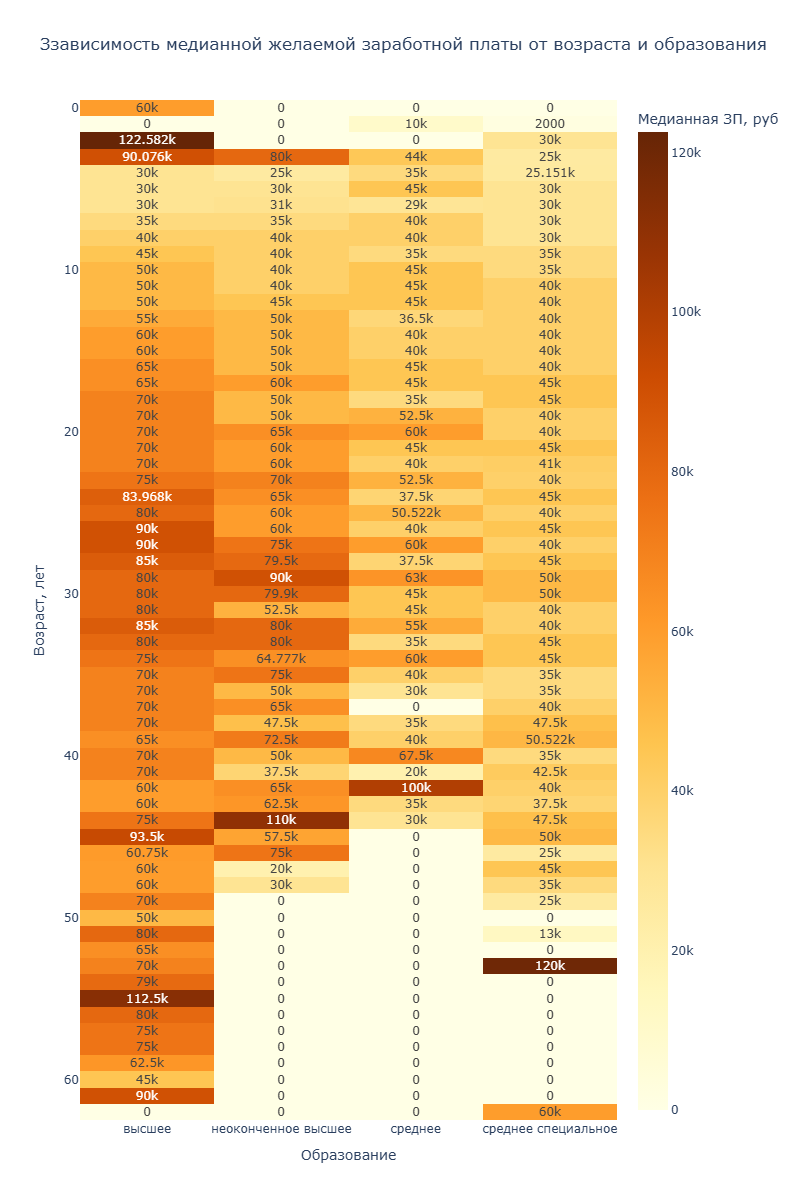 Ззависимость медианной желаемой заработной платы от возраста и образования
Медианная ЗП, руб
0 60k 0 0 0
0 0 10k 2000
122.582k 0 0 30k
90.076k 80k 44k 25k
30k 25k 35k 25.151k
30k 30k 45k 30k
30k 31k 29k 30k
35k 35k 40k 30k
40k 40k 40k 30k
45k 40k 35k 35k
10 50k 40k 45k 35k
50k 40k 45k 40k
50k 45k 45k 40k
55k 50k 36.5k 40k
60k 50k 40k 40k
60k 50k 40k 40k
65k 50k 45k 40k
65k 60k 45k 45k
70k 50k 35k 45k
70k 50k 52.5k 40k
20 70k 65k 60k 40k
70k 60k 45k 45k
70k 60k 40k 41k
75k 70k 52.5k 40k
83.968k 65k 37.5k 45k
80k 60k 50.522k 40k
90k 60k 40k 45k
90k 75k 60k 40k
85k 79.5k 37.5k 45k
80k 90k 63k 50k
30 80k 79.9k 45k 50k
80k 52.5k 45k 40k
85k 80k 55k 40k
80k 80k 35k 45k
75k 64.777k 60k 45k
70k 75k 40k 35k
70k 50k 30k 35k
70k 65k 0 40k
70k 47.5k 35k 47.5k
65k 72.5k 40k 50.522k
40 70k 50k 67.5k 35k
70k 37.5k 20k 42.5k
60k 65k 100k 40k
60k 62.5k 35k 37.5k
75k 110k 30k 47.5k
93.5k 57.5k 0 50k
60.75k 75k 0 25k
60k 20k 0 45k
60k 30k 0 35k
70k 0 0 25k
50 50k 0 0 0
80k 0 0 13k
65k 0 0 0
70k 0 0 120k
79k 0 0 0
112.5k 0 0 0
80k 0 0 0
75k 0 0 0
75k 0 0 0
62.5k 0 0 0
60 45k 0 0 0
90k 0 0 0
0 0 0 60k
высшее неоконченное высшее среднее среднее специальное
Образование
Возраст, лет
120k
100k
80k
60k
40k
20k
0